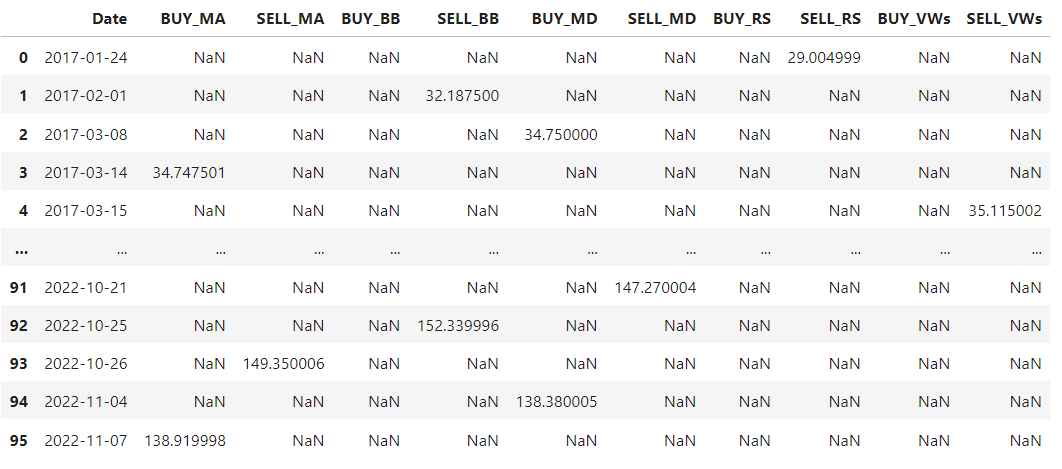 Date BUY_MA SELL_MA BUY_BB SELL_BB BUY_MD SELL_MD BUY_RS SELL_RS BUY_VWs SELL_VWs
0 2017-01-24 NaN NaN NaN NaN NaN NaN NaN 29.004999 NaN NaN
1 2017-02-01 NaN NaN NaN 32.187500 NaN NaN NaN NaN NaN NaN
2 2017-03-08 NaN NaN NaN NaN 34.750000 NaN NaN NaN NaN NaN
3 2017-03-14 34.747501 NaN NaN NaN NaN NaN NaN NaN NaN NaN
4 2017-03-15 NaN NaN NaN NaN NaN NaN NaN NaN NaN 35.115002
... ... ... ... ... ... ... ... ... ... ... ...
91 2022-10-21 NaN NaN NaN NaN NaN 147.270004 NaN NaN NaN NaN
92 2022-10-25 NaN NaN NaN 152.339996 NaN NaN NaN NaN NaN NaN
93 2022-10-26 NaN 149.350006 NaN NaN NaN NaN NaN NaN NaN NaN
94 2022-11-04 NaN NaN NaN NaN 138.380005 NaN NaN NaN NaN NaN
95 2022-11-07 138.919998 NaN NaN NaN NaN NaN NaN NaN NaN NaN